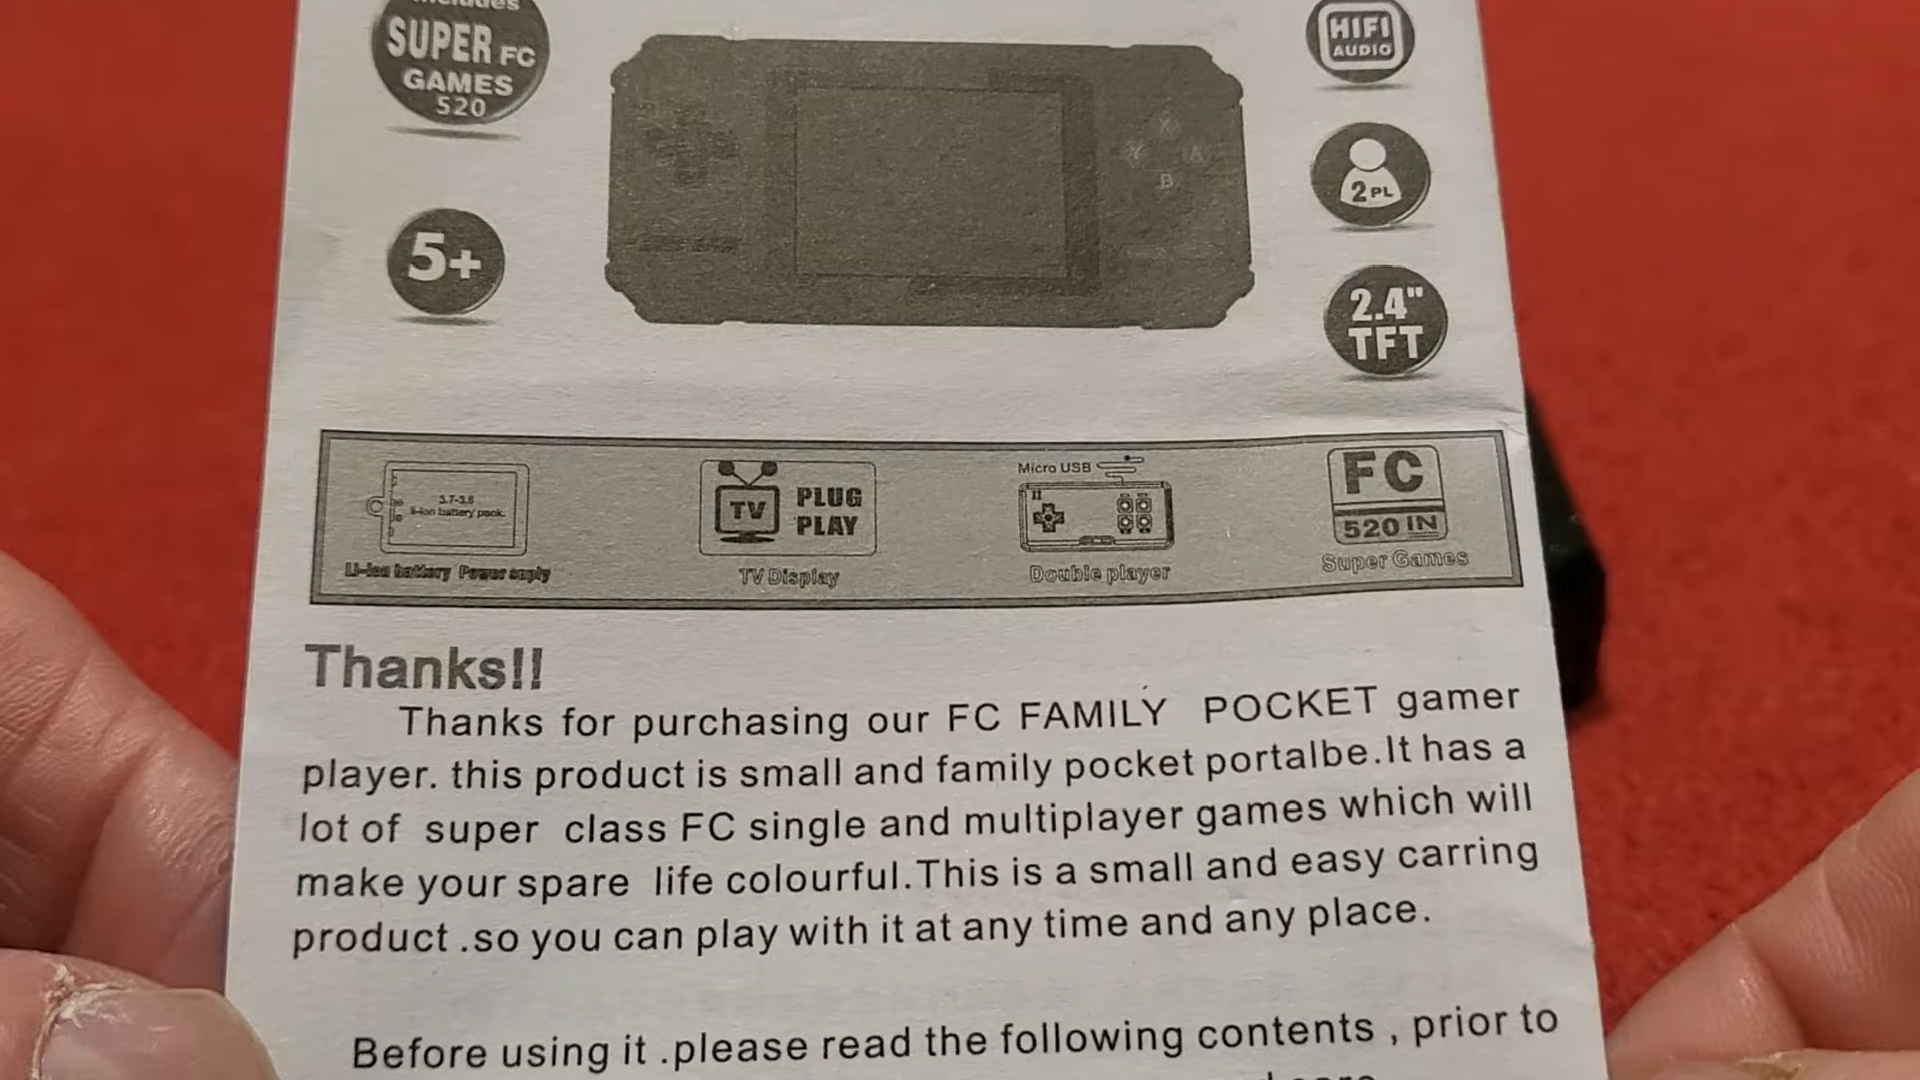 includes
SUPER FC
GAMES
520
HIFI
AUDIO
2PL
5+
2.4"
TFT
X
Y A
B
3.7-3.6
li-ion battery pack.
Li-ion battery Power suply
TV
PLUG
PLAY
TV Display
Micro USB
Double player
FC
520 IN
Super Games
Thanks!!
Thanks for purchasing our FC FAMILY POCKET gamer
player. this product is small and family pocket portalbe.It has a
lot of super class FC single and multiplayer games which will
make your spare life colourful.This is a small and easy carring
product .so you can play with it at any time and any place.
Before using it .please read the following contents , prior to